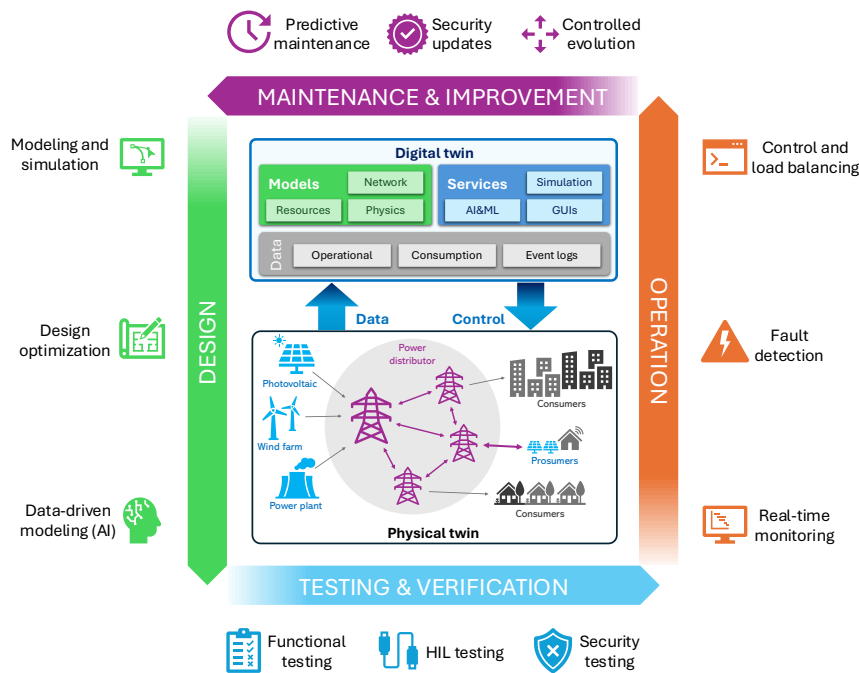 Predictive
maintenance
Security
updates
Controlled
evolution
MAINTENANCE & IMPROVEMENT
Modeling and
simulation
Design
optimization
Data-driven
modeling (AI)
DESIGN
Digital twin
Models
Network
Resources
Physics
Services
Simulation
AI&ML
GUIs
Data
Operational
Consumption
Event logs
Data
Control
Power
distributor
Photovoltaic
Wind farm
Power plant
Consumers
Prosumers
Consumers
Physical twin
OPERATION
Control and
load balancing
Fault
detection
Real-time
monitoring
TESTING & VERIFICATION
Functional
testing
HIL testing
Security
testing